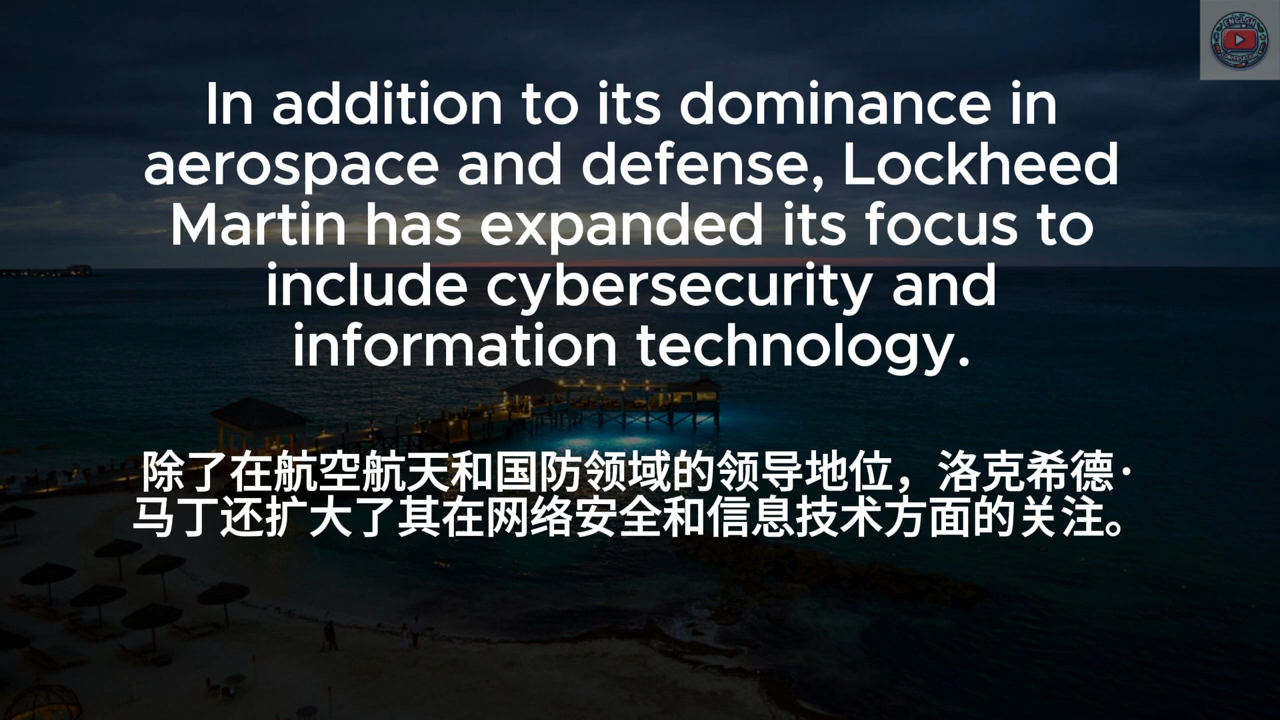 In addition to its dominance in
aerospace and defense, Lockheed
Martin has expanded its focus to
include cybersecurity and
information technology.
除了在航空航天和国防领域的领导地位，洛克希德·
马丁还扩大了其在网络安全和信息技术方面的关注。